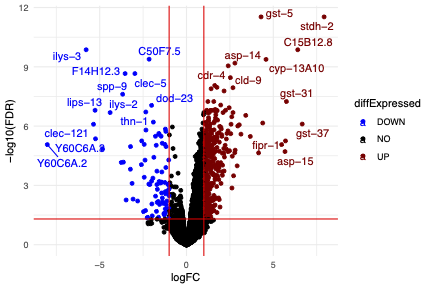 12
9
6
3
0
−log10(FDR)
−5
0
5
logFC
gst-5
stdh-2
C15B12.8
ilys-3
C50F7.5
asp-14
F14H12.3
cdr-4
cyp-13A10
spp-9
clec-5
cld-9
lips-13
ilys-2
dod-23
gst-31
thn-1
clec-121
gst-37
Y60C6A.2
fipr-1
asp-15
diffExpressed
DOWN
NO
UP